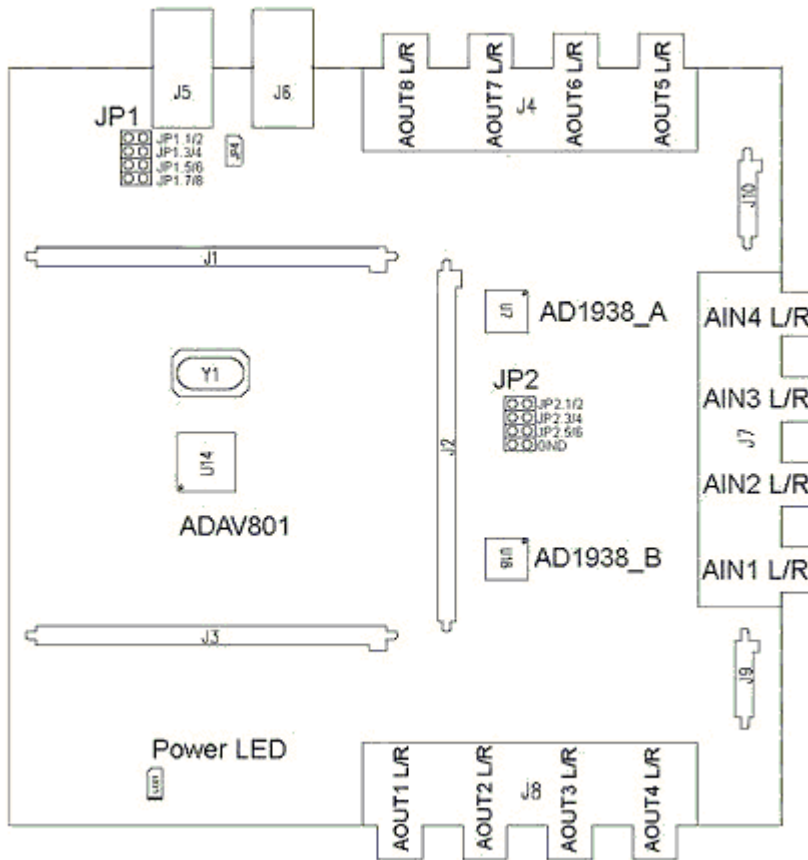 J5
J6
AOUT8 L/R
AOUT7 L/R
AOUT6 L/R
AOUT5 L/R
J4
JP1
JP1.1/2
JP1.3/4
JP1.5/6
JP1.7/8
JP4
J10
J1
U7
AD1938_A
AIN4 L/R
Y1
JP2
JP2.1/2
JP2.3/4
JP2.5/6
GND
AIN3 L/R
J7
J2
U14
AIN2 L/R
ADAV801
AD1938_B
AIN1 L/R
J3
J9
Power LED
AOUT1 L/R
AOUT2 L/R
J8
AOUT3 L/R
AOUT4 L/R